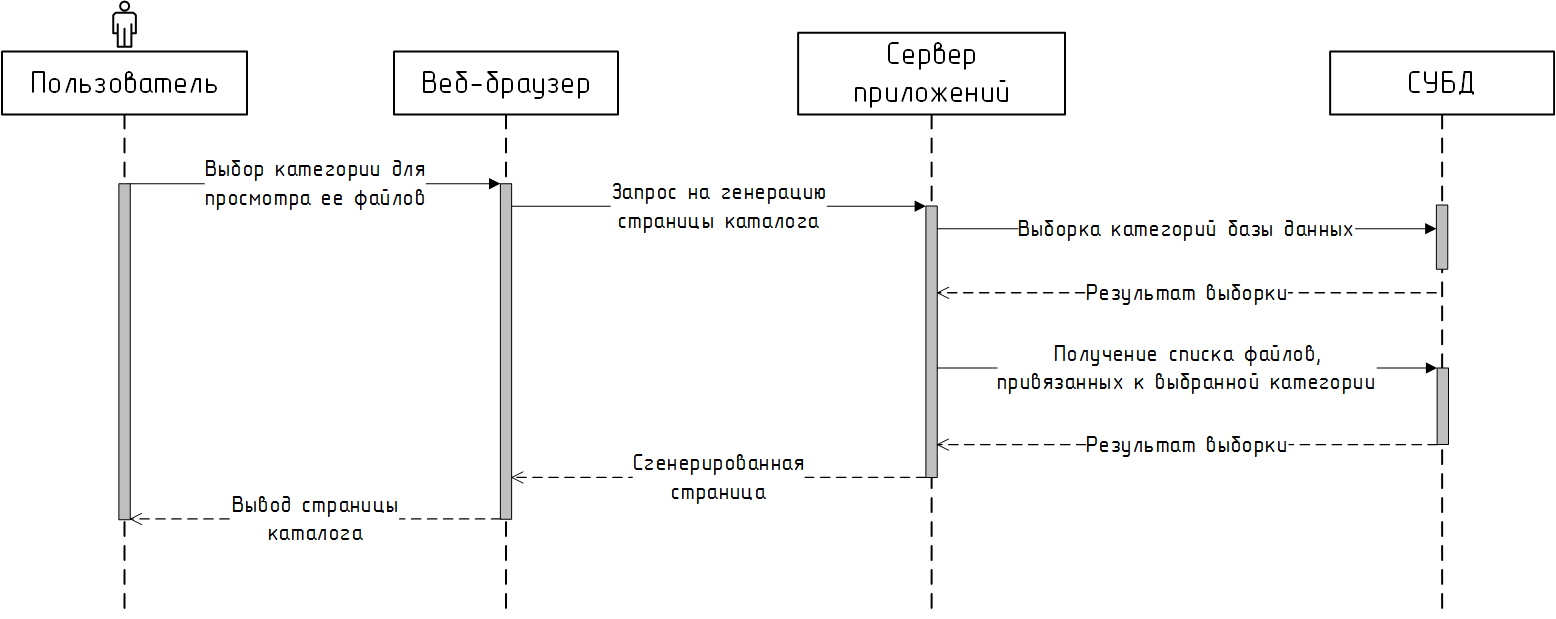 Пользователь
Веб-браузер
Сервер
приложений
СУБД
Выбор категории для
просмотра ее файлов
Запрос на генерацию
страницы каталога
Выборка категорий базы данных
Результат выборки
Получение списка файлов,
привязанных к выбранной категории
Результат выборки
Сгенерированная
страница
Вывод страницы
каталога